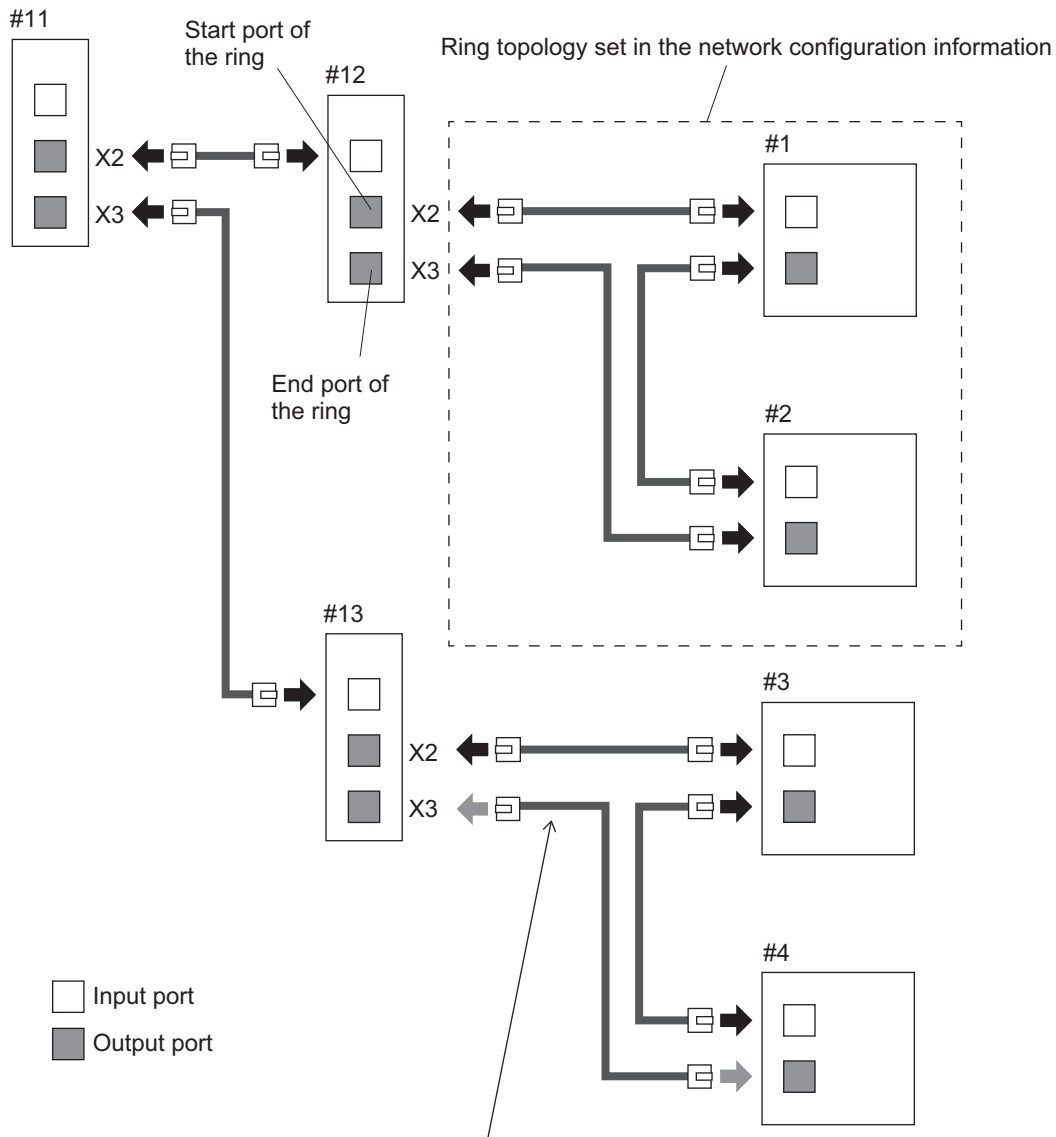 #11
Start port of
the ring
Ring topology set in the network configuration information
#12
#1
X2
X3
X2
X3
End port of
the ring
#2
#13
#3
X2
X3
#4
Input port
Output port